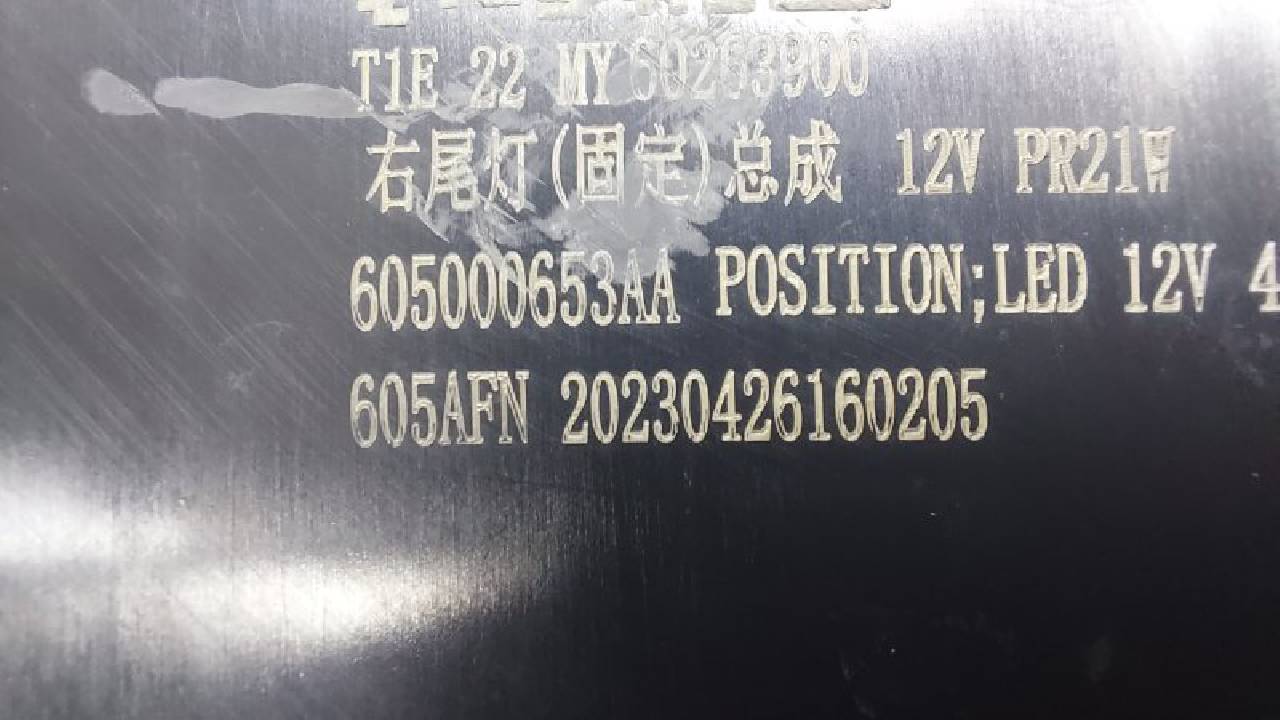 T1E 22 MY 60263900
右尾灯(固定)总成 12V PR21W
605000653AA POSITION;LED 12V 4
605AFN 20230426160205